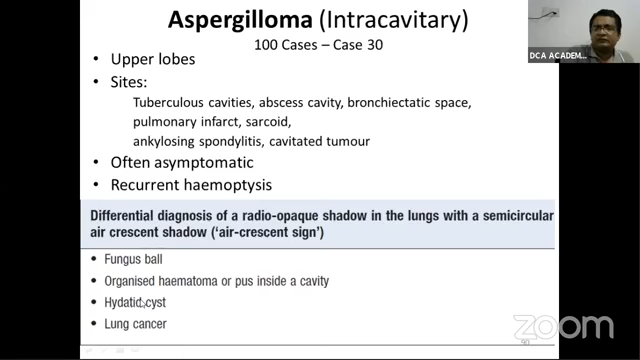 Aspergilloma (Intracavitary)
100 Cases – Case 30
• Upper lobes
• Sites:
Tuberculous cavities, abscess cavity, bronchiectatic space,
pulmonary infarct, sarcoid,
ankylosing spondylitis, cavitated tumour
• Often asymptomatic
• Recurrent haemoptysis
Differential diagnosis of a radio-opaque shadow in the lungs with a semicircular
air crescent shadow (‘air-crescent sign’)
• Fungus ball
• Organised haematoma or pus inside a cavity
• Hydatid cyst
• Lung cancer
DCA ACADEM...
zoom
90